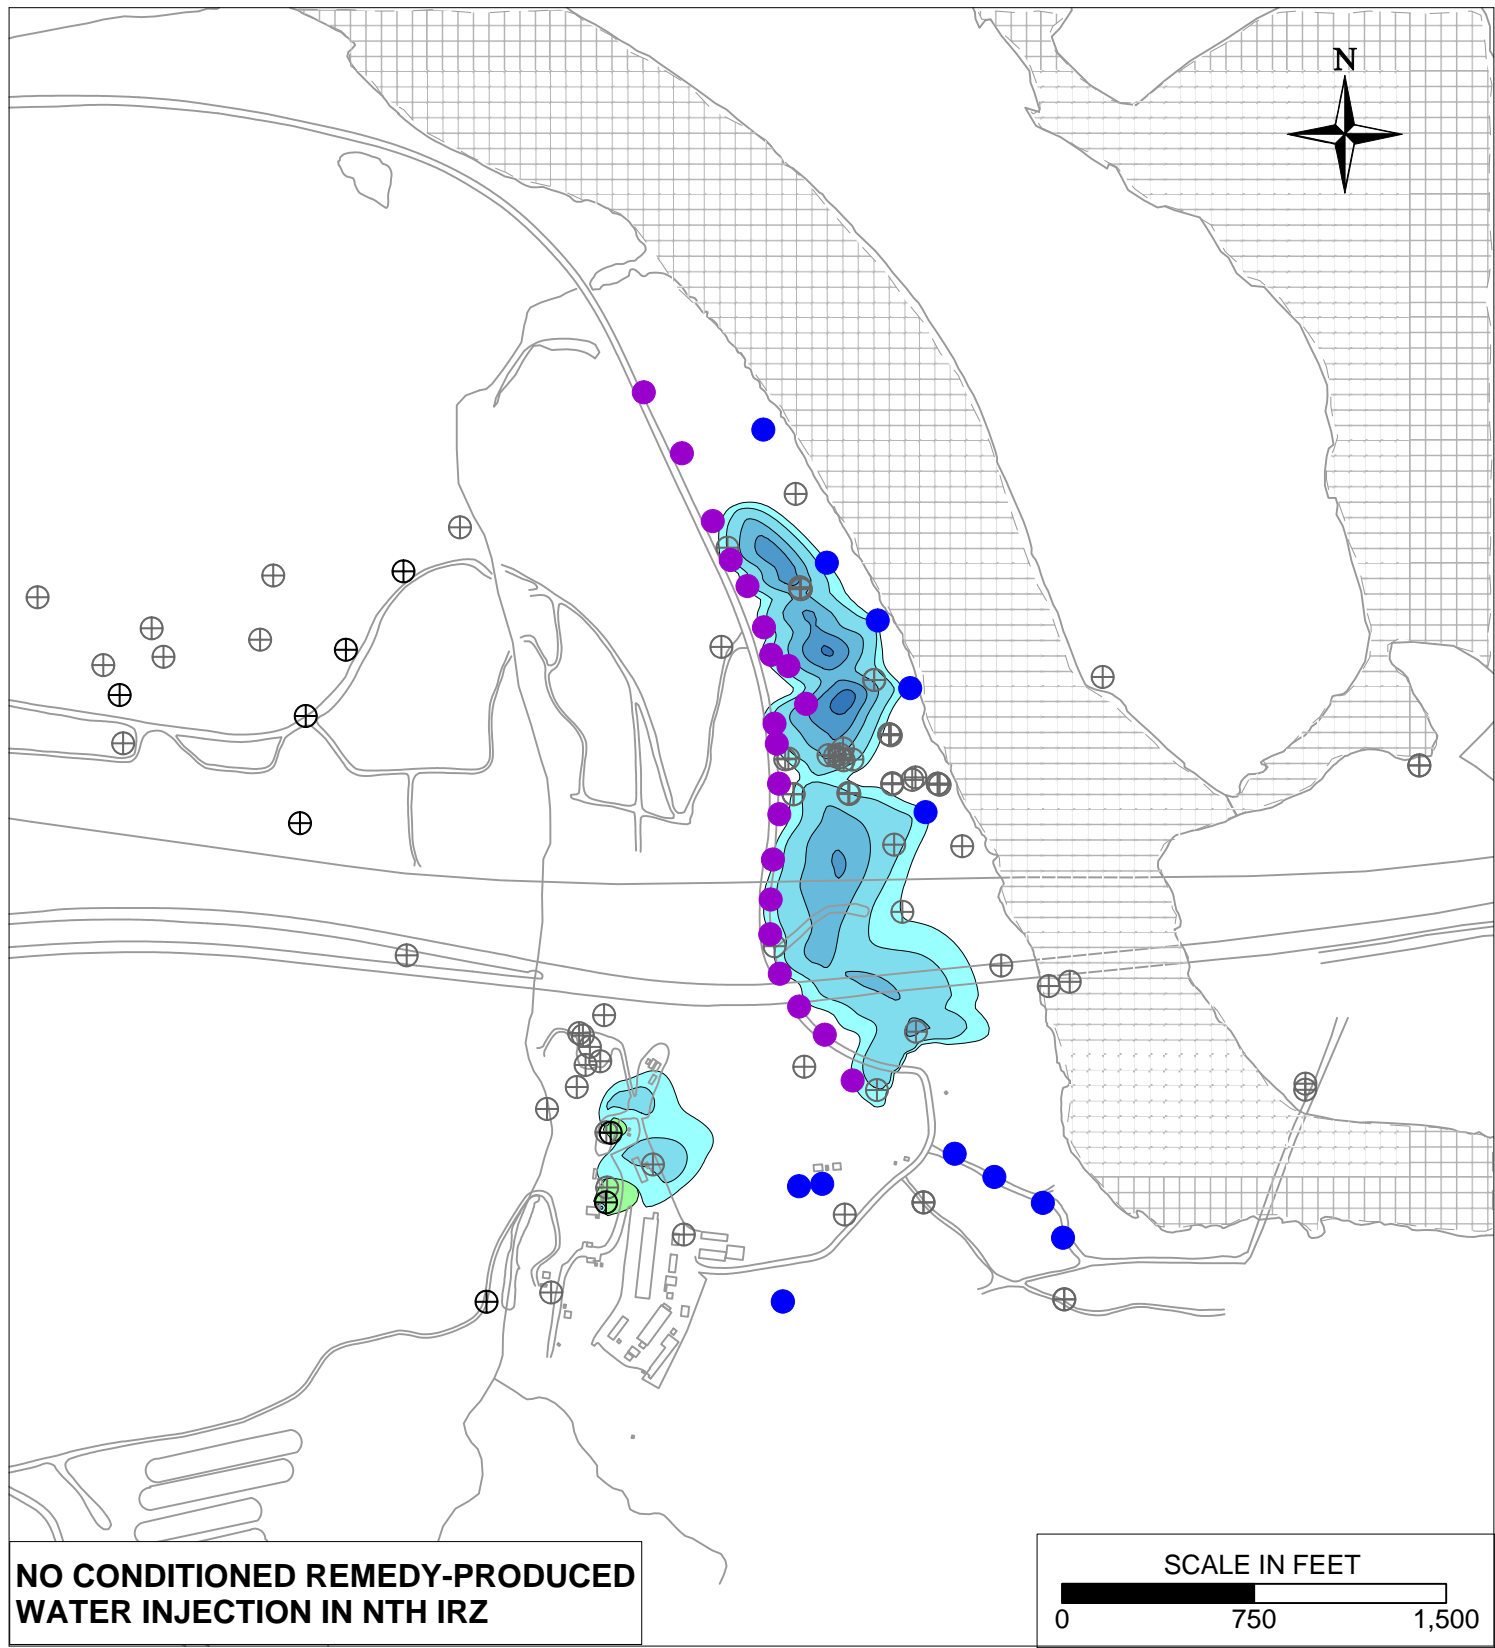 N
NO CONDITIONED REMEDY-PRODUCED
WATER INJECTION IN NTH IRZ
SCALE IN FEET
0 750 1,500